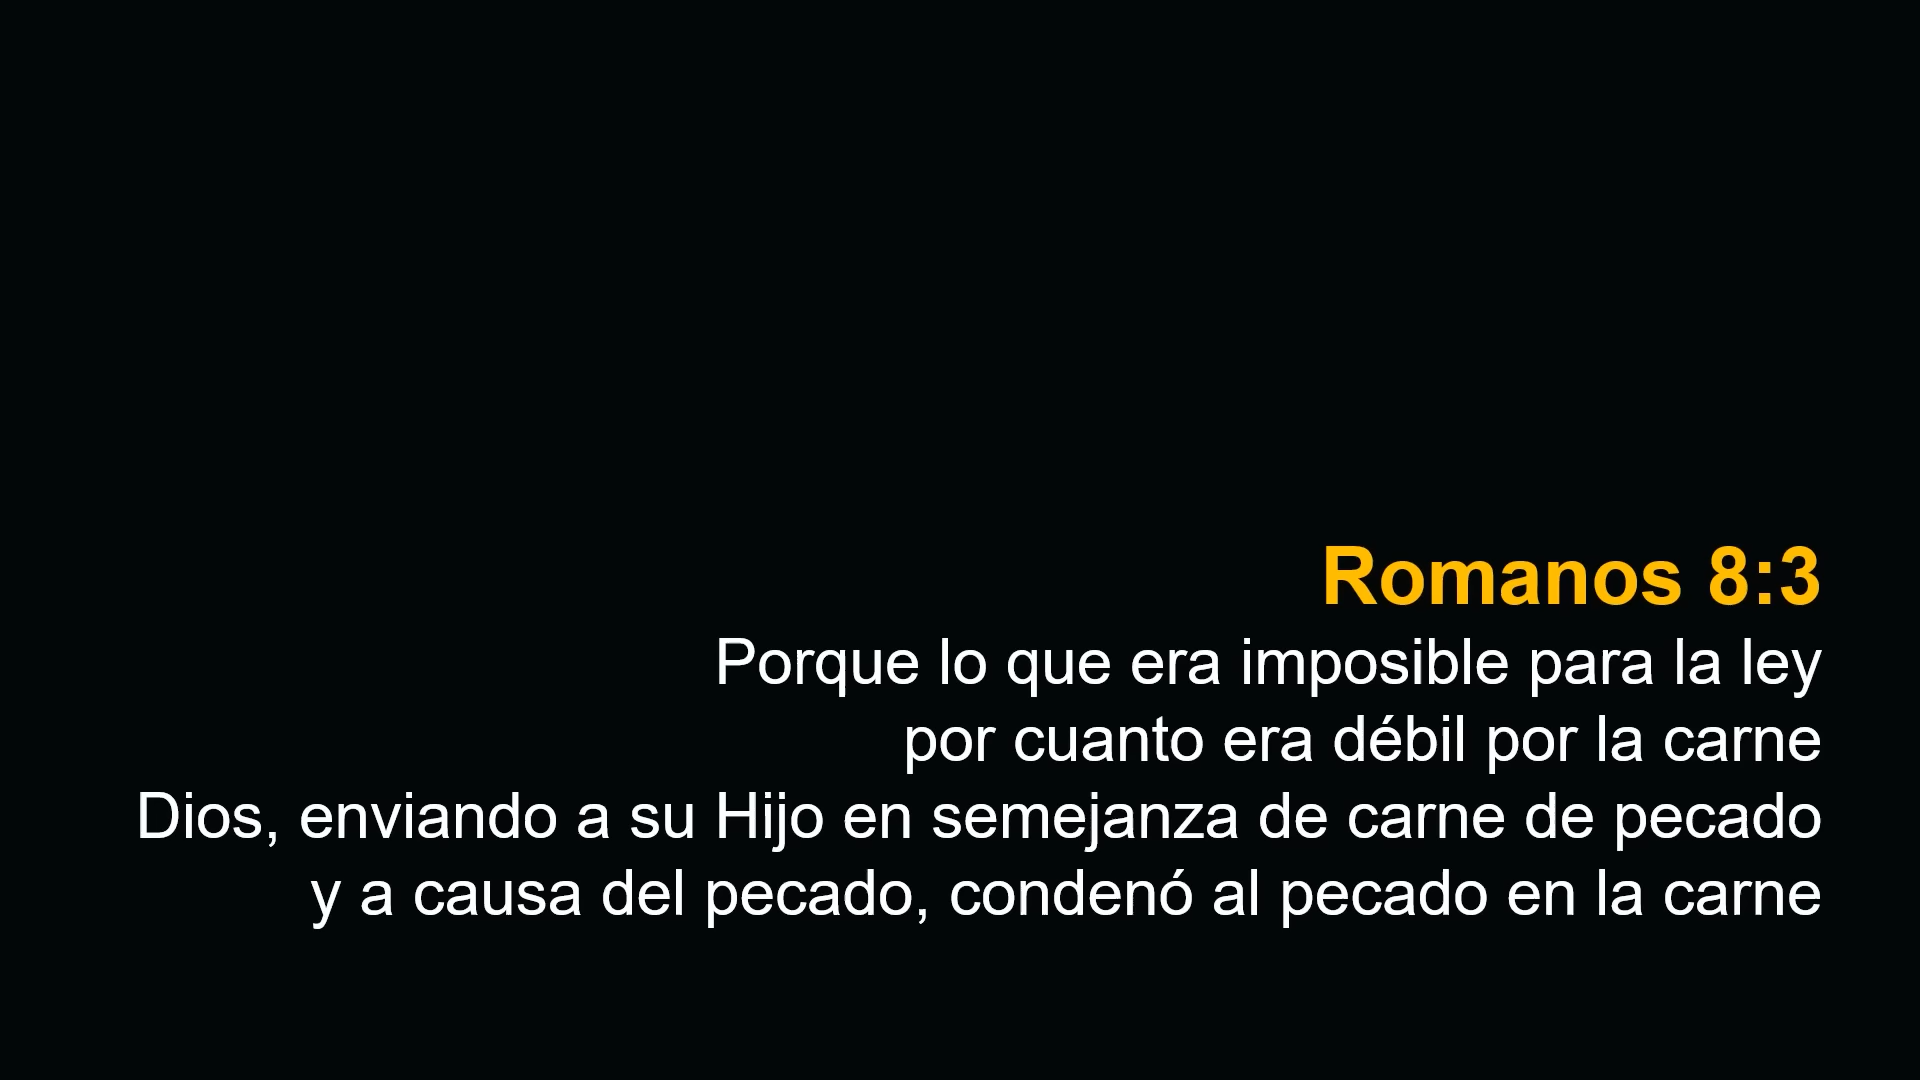 Romanos 8:3
Porque lo que era imposible para la ley
por cuanto era débil por la carne
Dios, enviando a su Hijo en semejanza de carne de pecado
y a causa del pecado, condenó al pecado en la carne